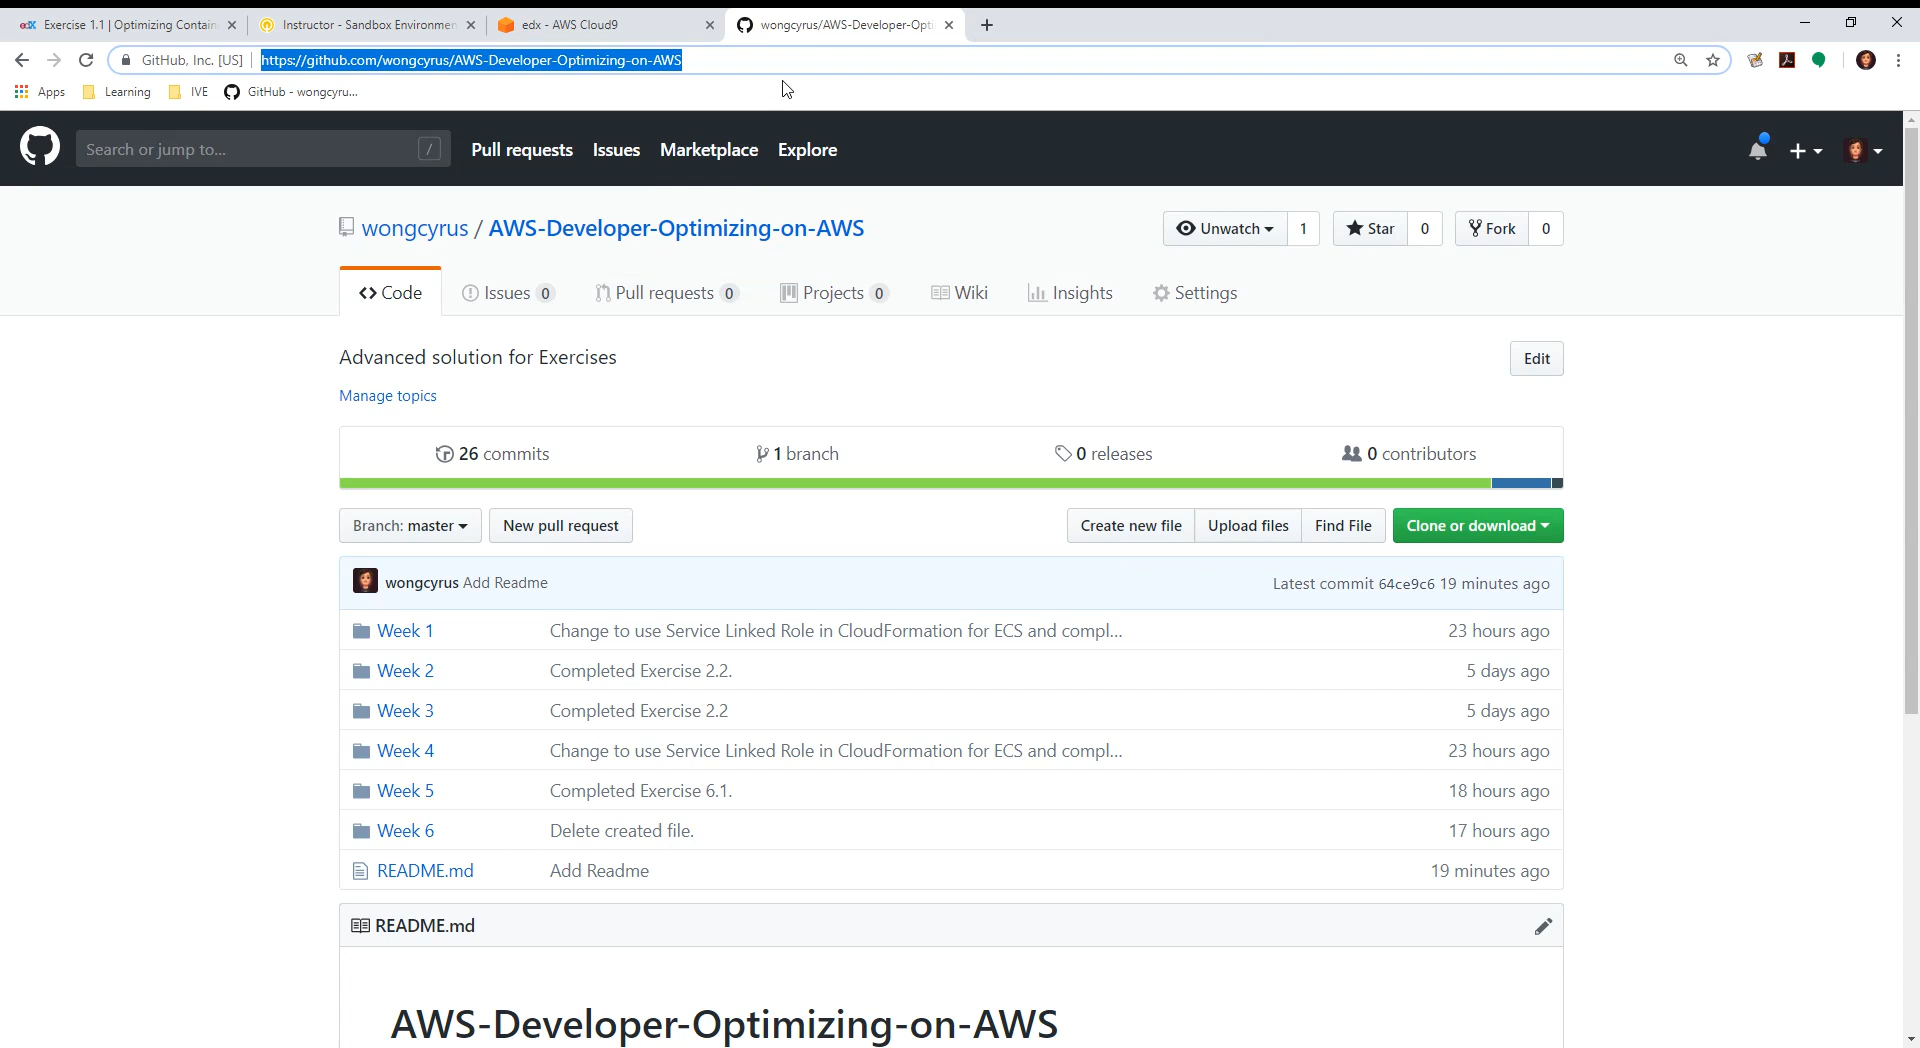 edX Exercise 1.1 | Optimizing Contain
Instructor - Sandbox Environmen
edx - AWS Cloud9
wongcyrus/AWS-Developer-Opti
GitHub, Inc. [US] | https://github.com/wongcyrus/AWS-Developer-Optimizing-on-AWS
Apps Learning IVE GitHub - wongcyru...
Search or jump to... / Pull requests Issues Marketplace Explore
wongcyrus / AWS-Developer-Optimizing-on-AWS
Unwatch 1 Star 0 Fork 0
Code Issues 0 Pull requests 0 Projects 0 Wiki Insights Settings
Advanced solution for Exercises Edit
Manage topics
26 commits 1 branch 0 releases 0 contributors
Branch: master New pull request Create new file Upload files Find File Clone or download
wongcyrus Add Readme Latest commit 64ce9c6 19 minutes ago
Week 1 Change to use Service Linked Role in CloudFormation for ECS and compl... 23 hours ago
Week 2 Completed Exercise 2.2. 5 days ago
Week 3 Completed Exercise 2.2 5 days ago
Week 4 Change to use Service Linked Role in CloudFormation for ECS and compl... 23 hours ago
Week 5 Completed Exercise 6.1. 18 hours ago
Week 6 Delete created file. 17 hours ago
README.md Add Readme 19 minutes ago
README.md
AWS-Developer-Optimizing-on-AWS